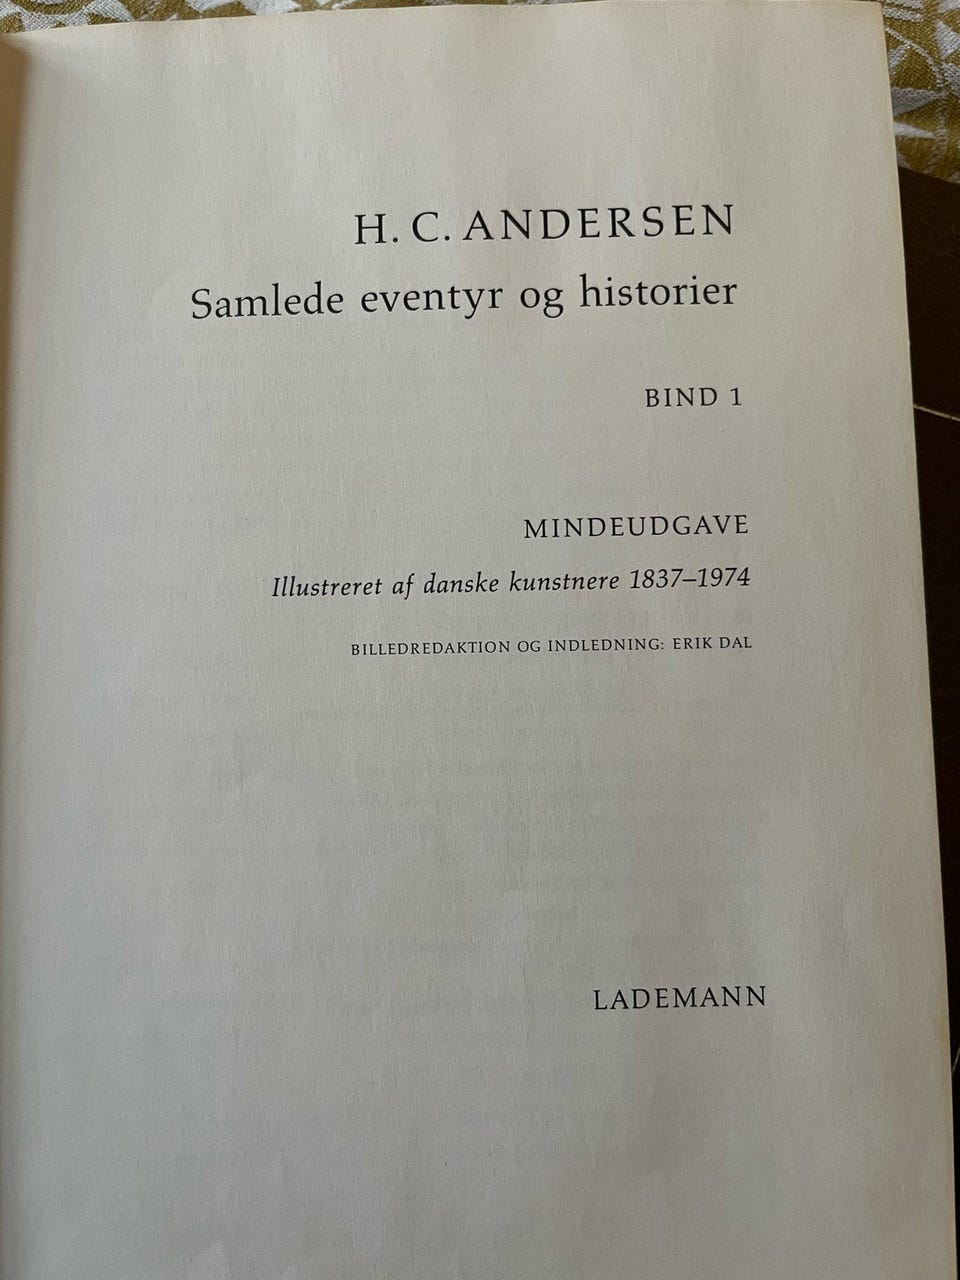 H. C. ANDERSEN
Samlede eventyr og historier
BIND 1
MINDEUDGAVE
Illustreret af danske kunstnere 1837–1974
BILLEDREDAKTION OG INDLEDNING: ERIK DAL
LADEMANN